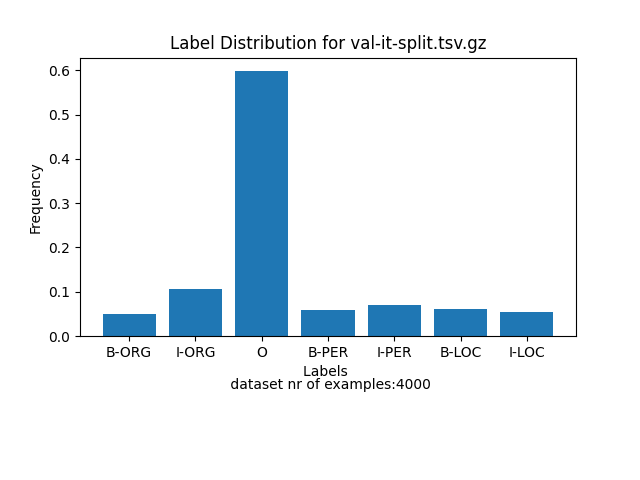 Label Distribution for val-it-split.tsv.gz
Frequency
0.6
0.5
0.4
0.3
0.2
0.1
0.0
B-ORG I-ORG O B-PER I-PER B-LOC I-LOC
Labels
dataset nr of examples:4000